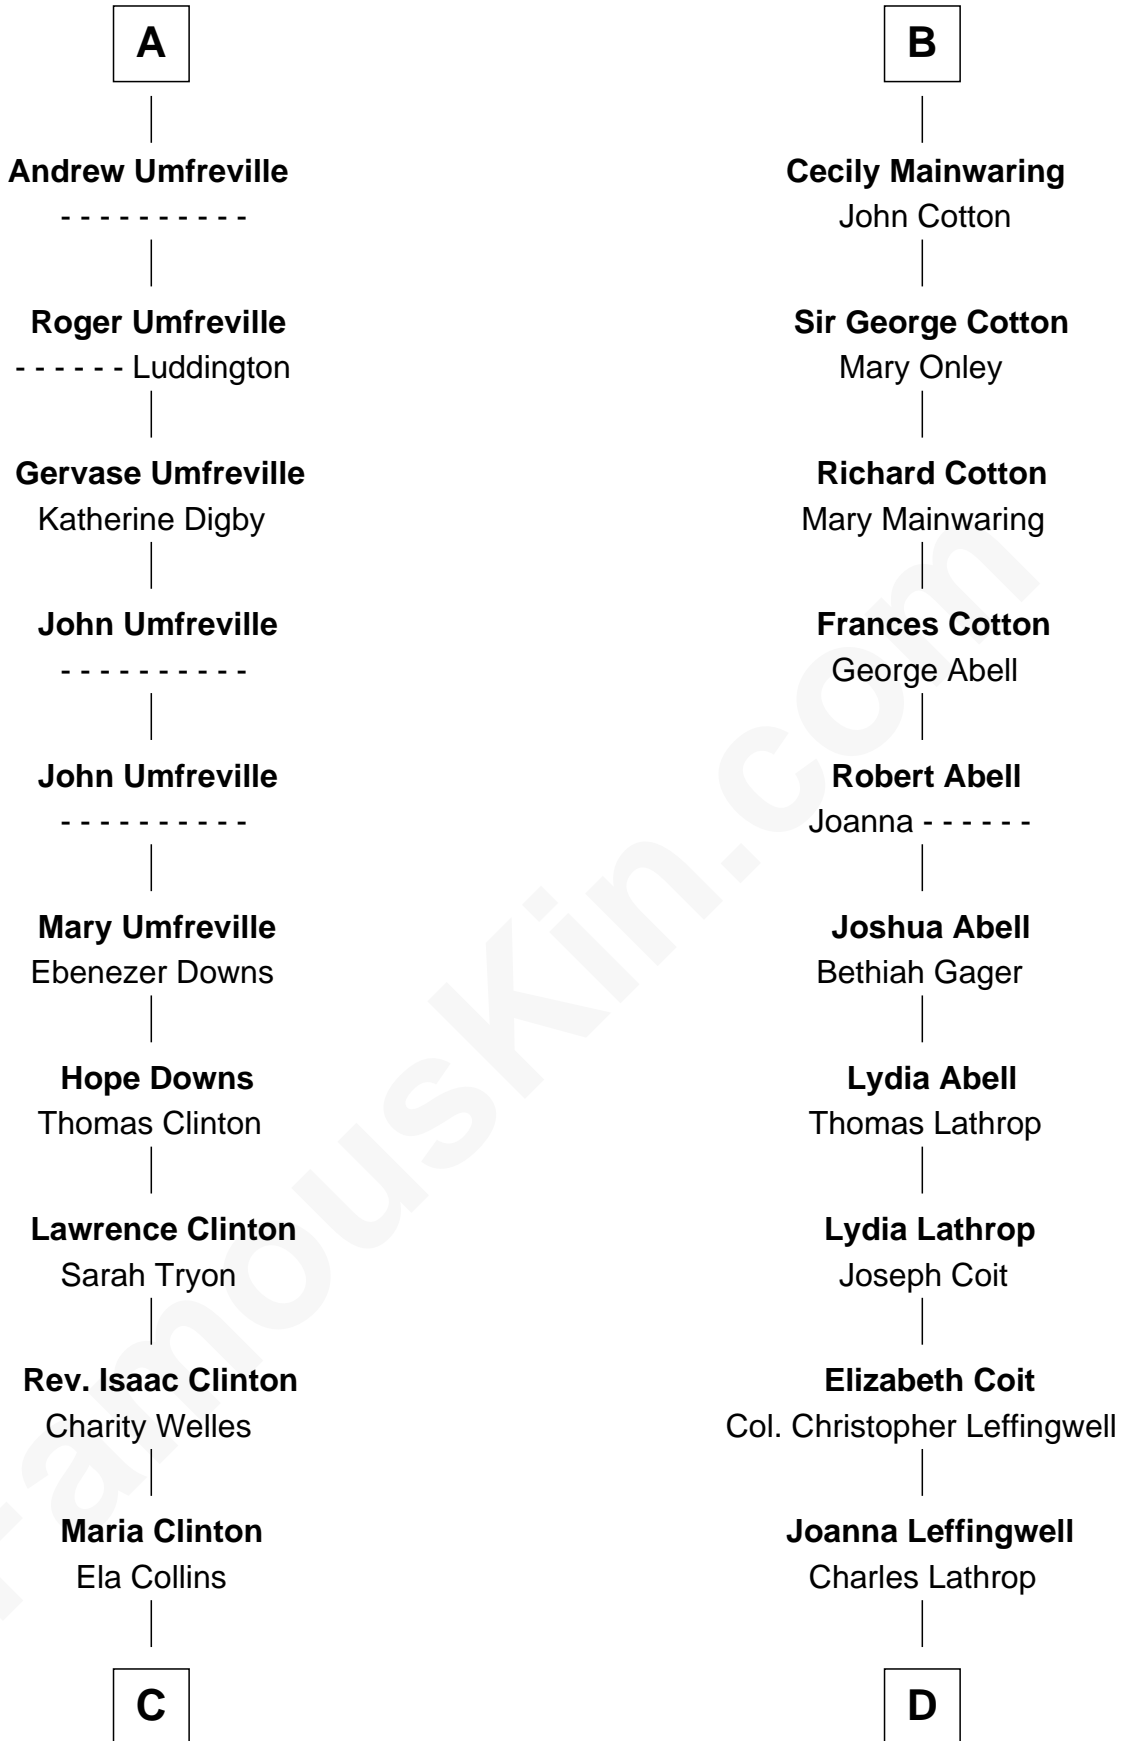 A
Andrew Umfreville
- - - - - - - - - -
Roger Umfreville
- - - - - - Luddington
Gervase Umfreville
Katherine Digby
John Umfreville
- - - - - - - - - -
John Umfreville
- - - - - - - - - -
Mary Umfreville
Ebenezer Downs
Hope Downs
Thomas Clinton
Lawrence Clinton
Sarah Tryon
Rev. Isaac Clinton
Charity Welles
Maria Clinton
Ela Collins
C
B
Cecily Mainwaring
John Cotton
Sir George Cotton
Mary Onley
Richard Cotton
Mary Mainwaring
Frances Cotton
George Abell
Robert Abell
Joanna - - - - - -
Joshua Abell
Bethiah Gager
Lydia Abell
Thomas Lathrop
Lydia Lathrop
Joseph Coit
Elizabeth Coit
Col. Christopher Leffingwell
Joanna Leffingwell
Charles Lathrop
D
FamousKin.com